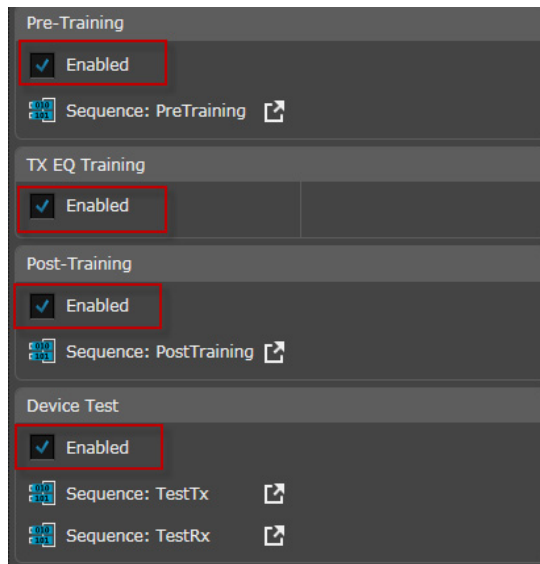 Pre-Training
Enabled
Sequence: PreTraining
TX EQ Training
Enabled
Post-Training
Enabled
Sequence: PostTraining
Device Test
Enabled
Sequence: TestTx
Sequence: TestRx